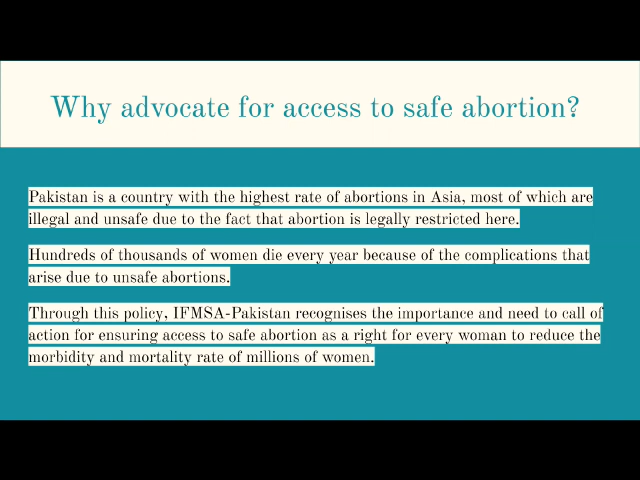 Why advocate for access to safe abortion?
Pakistan is a country with the highest rate of abortions in Asia, most of which are
illegal and unsafe due to the fact that abortion is legally restricted here.
Hundreds of thousands of women die every year because of the complications that
arise due to unsafe abortions.
Through this policy, IFMSA-Pakistan recognises the importance and need to call of
action for ensuring access to safe abortion as a right for every woman to reduce the
morbidity and mortality rate of millions of women.